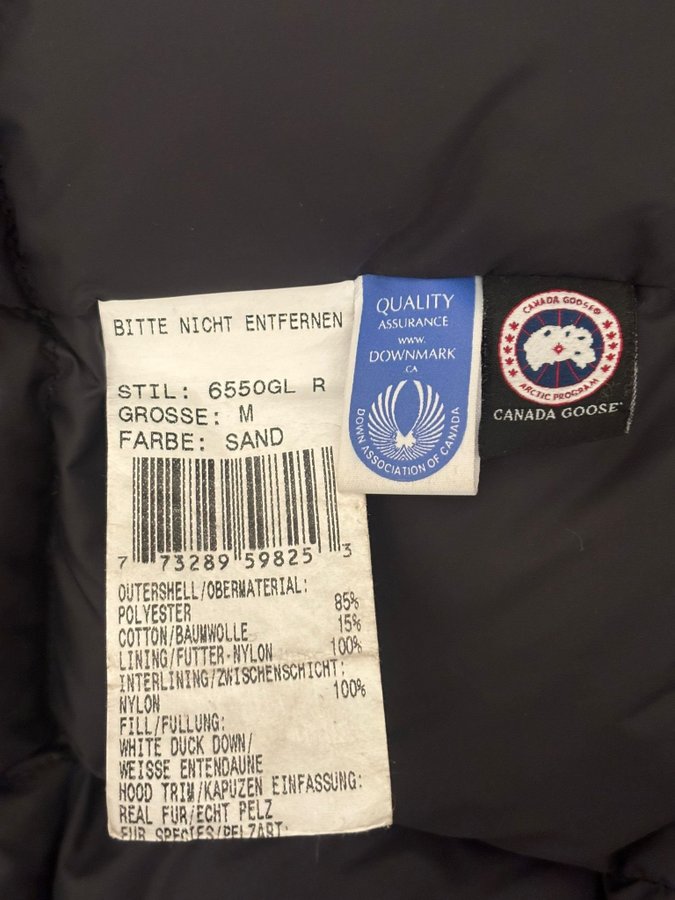 BITTE NICHT ENTFERNEN
STIL: 6550GL R
GROSSE: M
FARBE: SAND
7 73289 59825 3
OUTERSHELL/OBERMATERIAL:
POLYESTER 85%
COTTON/BAUMWOLLE 15%
LINING/FUTTER-NYLON 100%
INTERLINING/ZWISCHENSCHICHT:
NYLON 100%
FILL/FULLUNG:
WHITE DUCK DOWN/
WEISSE ENTENDAUNE
HOOD TRIM/KAPUZEN EINFASSUNG:
REAL FUR/ECHT PELZ
FUR SPECIES/PELZART:
QUALITY
ASSURANCE
www.
DOWNMARK
.CA
DOWN ASSOCIATION OF CANADA
CANADA GOOSE®
ARCTIC PROGRAM
CANADA GOOSE®